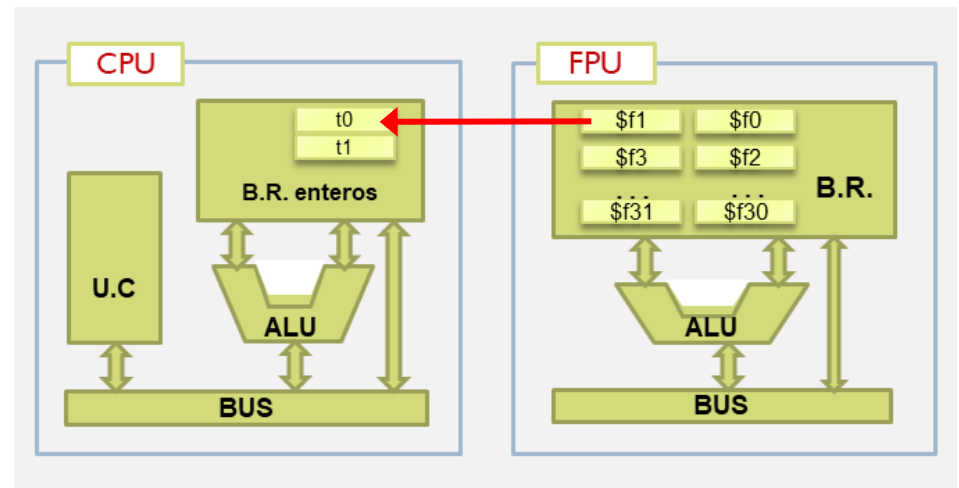 CPU
t0
t1
B.R. enteros
U.C
ALU
BUS
FPU
$f1 $f0
$f3 $f2
... ...
$f31 $f30
B.R.
ALU
BUS